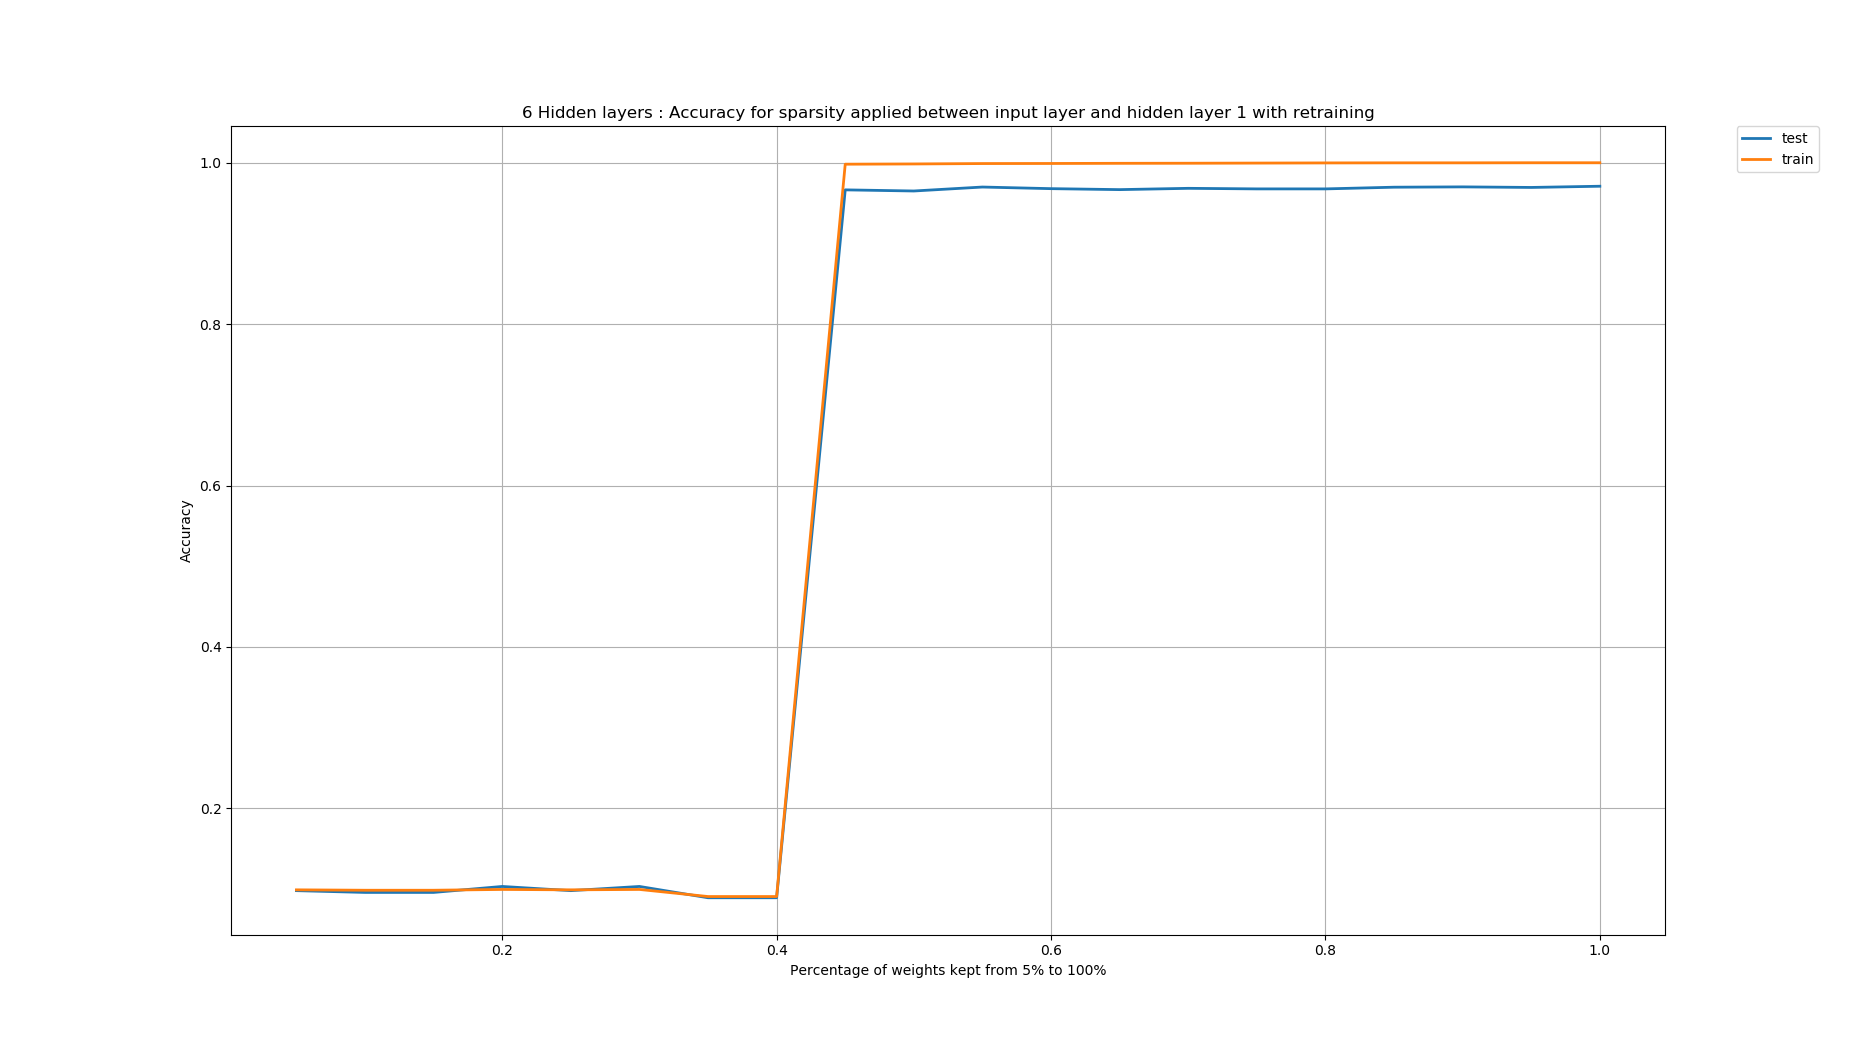 6 Hidden layers : Accuracy for sparsity applied between input layer and hidden layer 1 with retraining
test
train
1.0
0.8
0.6
0.4
0.2
Accuracy
0.2
0.4
0.6
0.8
1.0
Percentage of weights kept from 5% to 100%